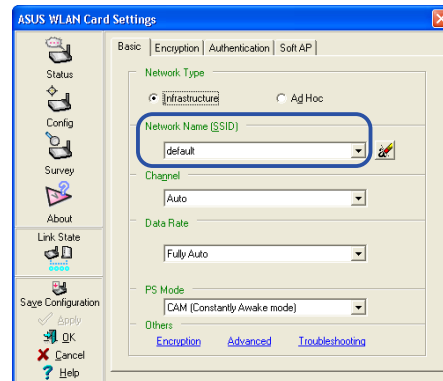 ASUS WLAN Card Settings
Status
Config
Survey
About
Link State
Save Configuration
Apply
OK
Cancel
Help
Basic Encryption Authentication Soft AP
Network Type
Infrastructure Ad Hoc
Network Name (SSID)
default
Channel
Auto
Data Rate
Fully Auto
PS Mode
CAM (Constantly Awake mode)
Others
Encryption Advanced Troubleshooting